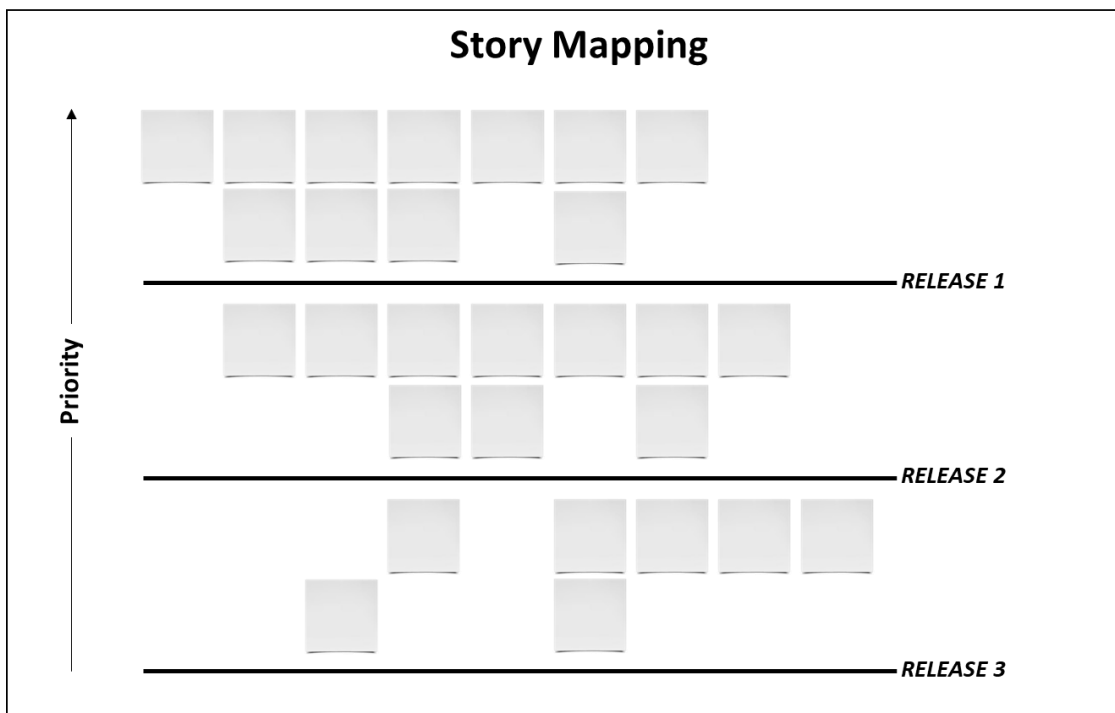 Story Mapping
RELEASE 1
Priority
RELEASE 2
RELEASE 3